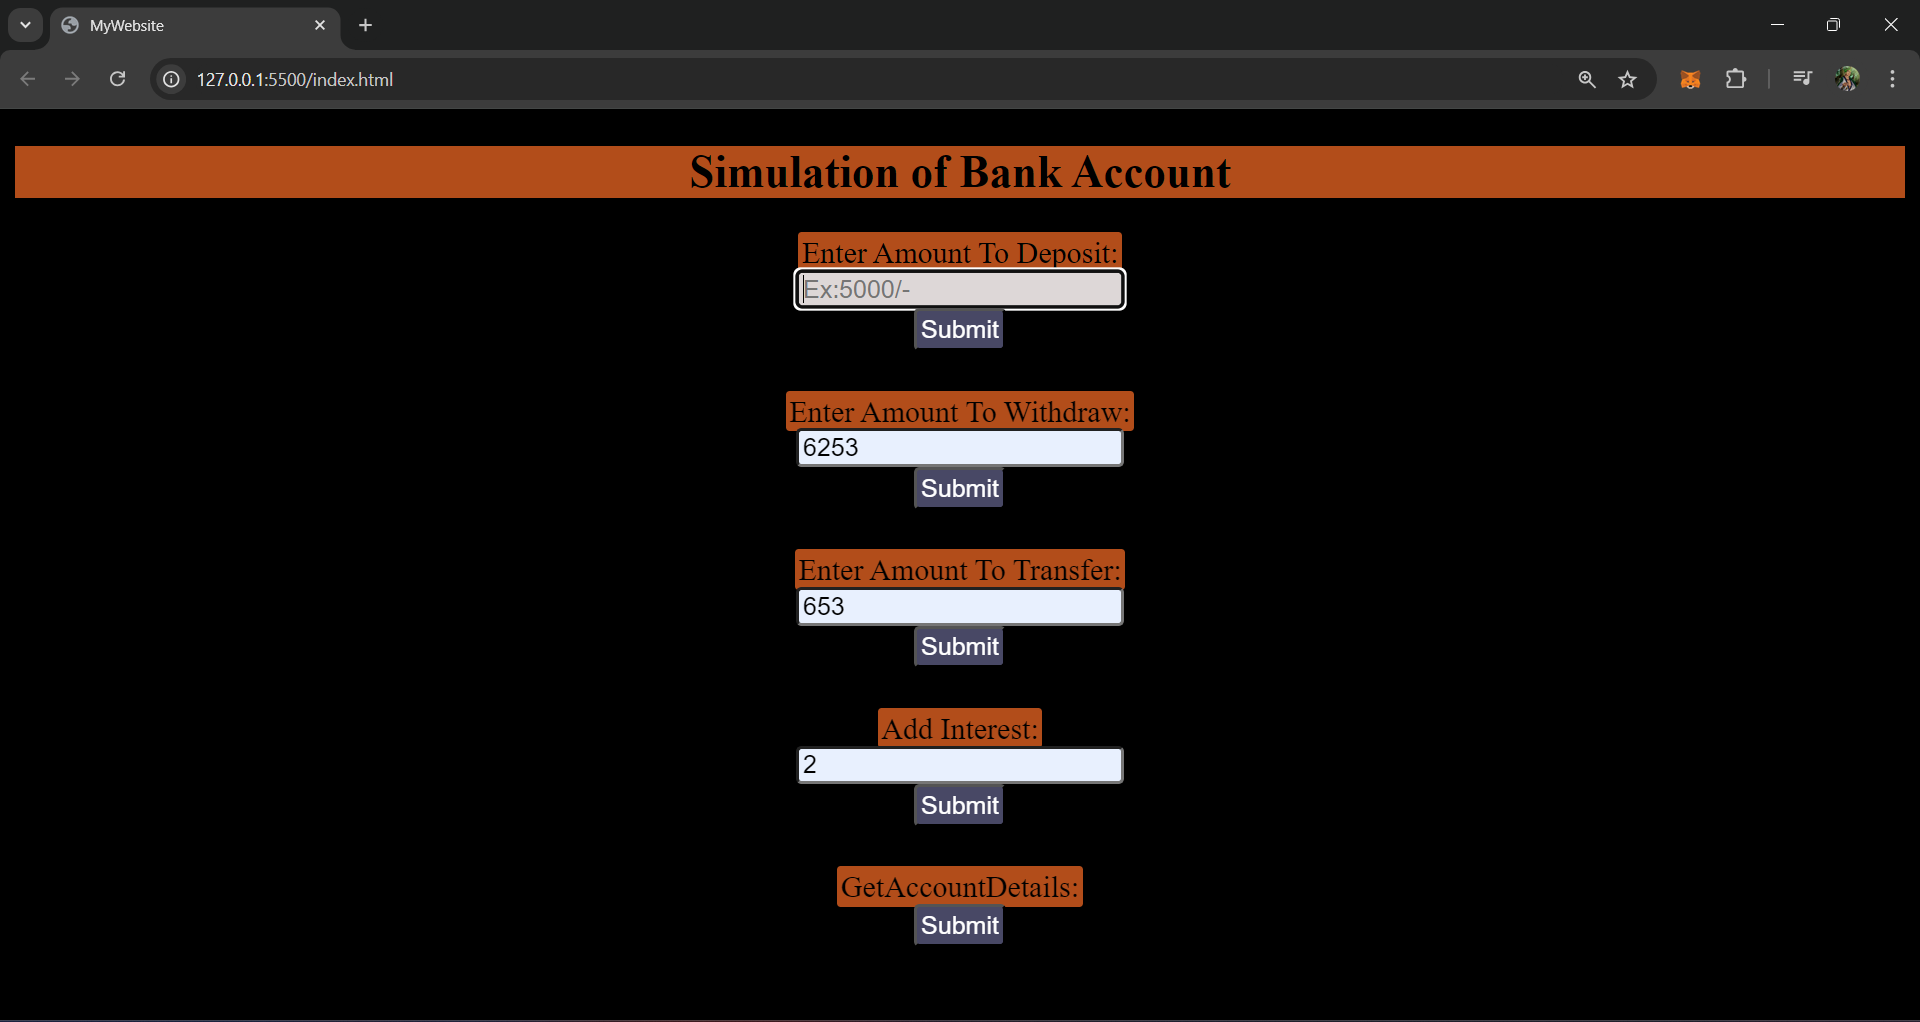 MyWebsite
127.0.0.1:5500/index.html
Simulation of Bank Account
Enter Amount To Deposit:
Ex:5000/-
Submit
Enter Amount To Withdraw:
6253
Submit
Enter Amount To Transfer:
653
Submit
Add Interest:
2
Submit
GetAccountDetails:
Submit